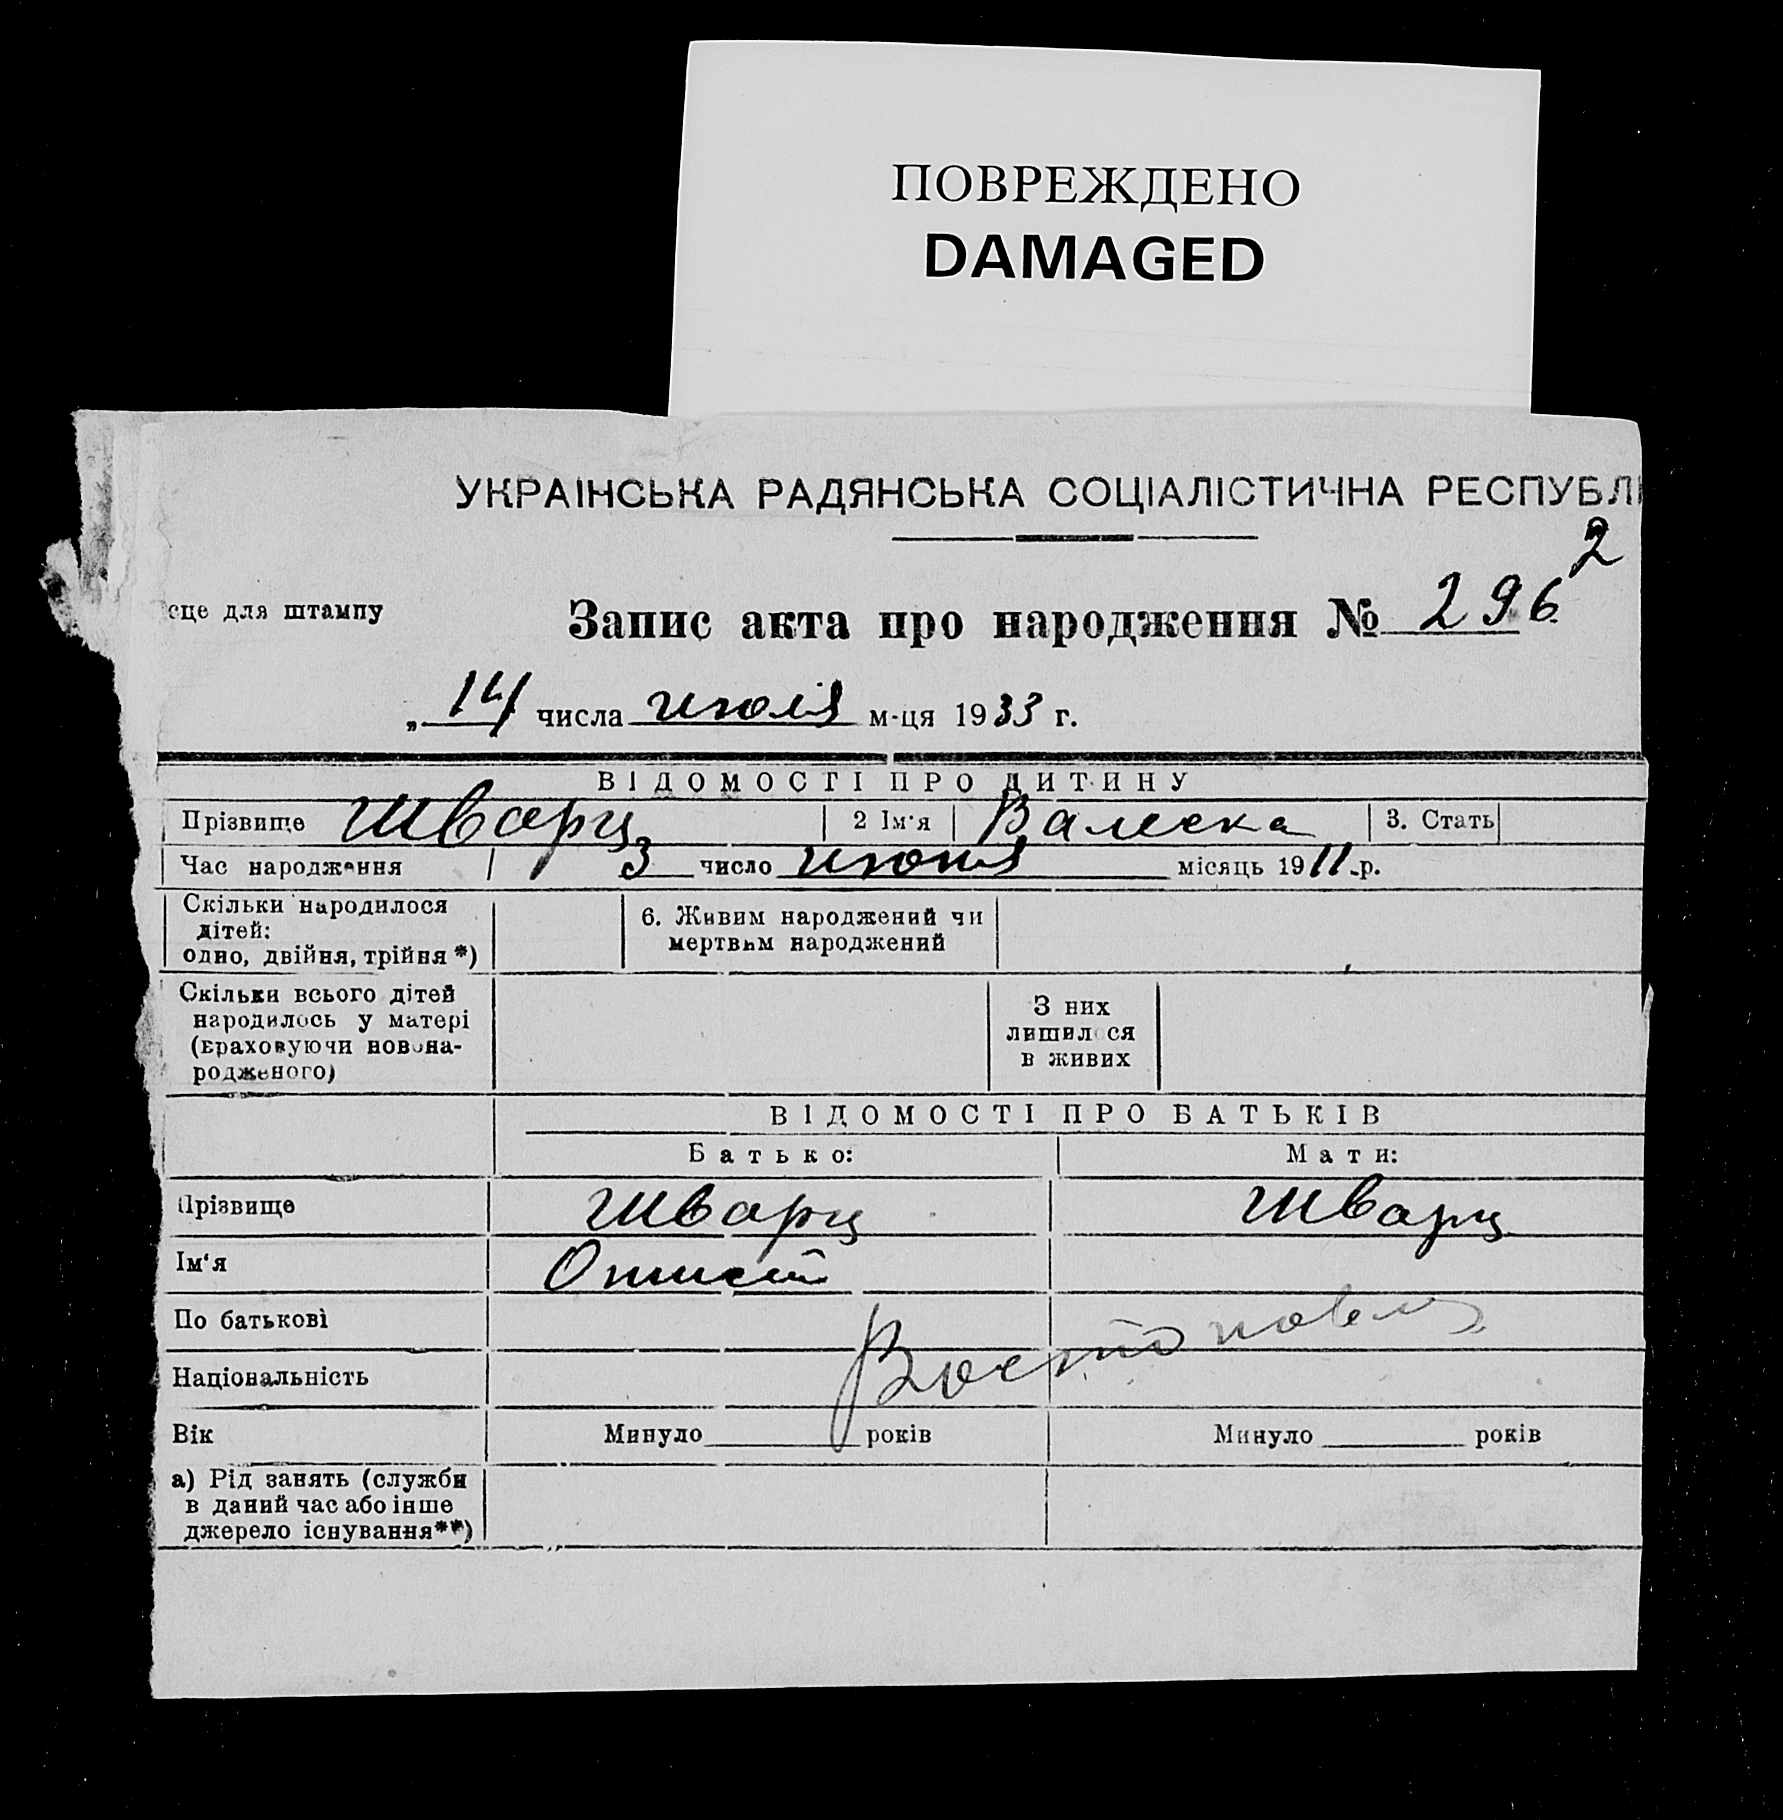 ПОВРЕЖДЕНО
DAMAGED
УКРАІНСЬКА РАДЯНСЬКА СОЦІАЛІСТИЧНА РЕСПУБЛІ
2
сце для штампу
Запис акта про народження № 296
„ 14 числа июля м-ця 1933 г.
ВІДОМОСТІ ПРО ДИТИНУ
Прізвище Шварц 2 Ім'я Валеска 3. Стать
Час народження 3 число июня місяць 1911 .р.
Скільки народилося дітей: одно, двійня, трійня *)
6. Живим народжений чи мертвим народжений
Скільки всього дітей народилось у матері (враховуючи новонародженого)
З них лишилося в живих
ВІДОМОСТІ ПРО БАТЬКІВ
Батько: Мати:
Прізвище Шварц Шварц
Ім'я
По батькові
Національність
Вік Минуло років Минуло років
а) Рід занять (служби в даний час або інше джерело існування**)